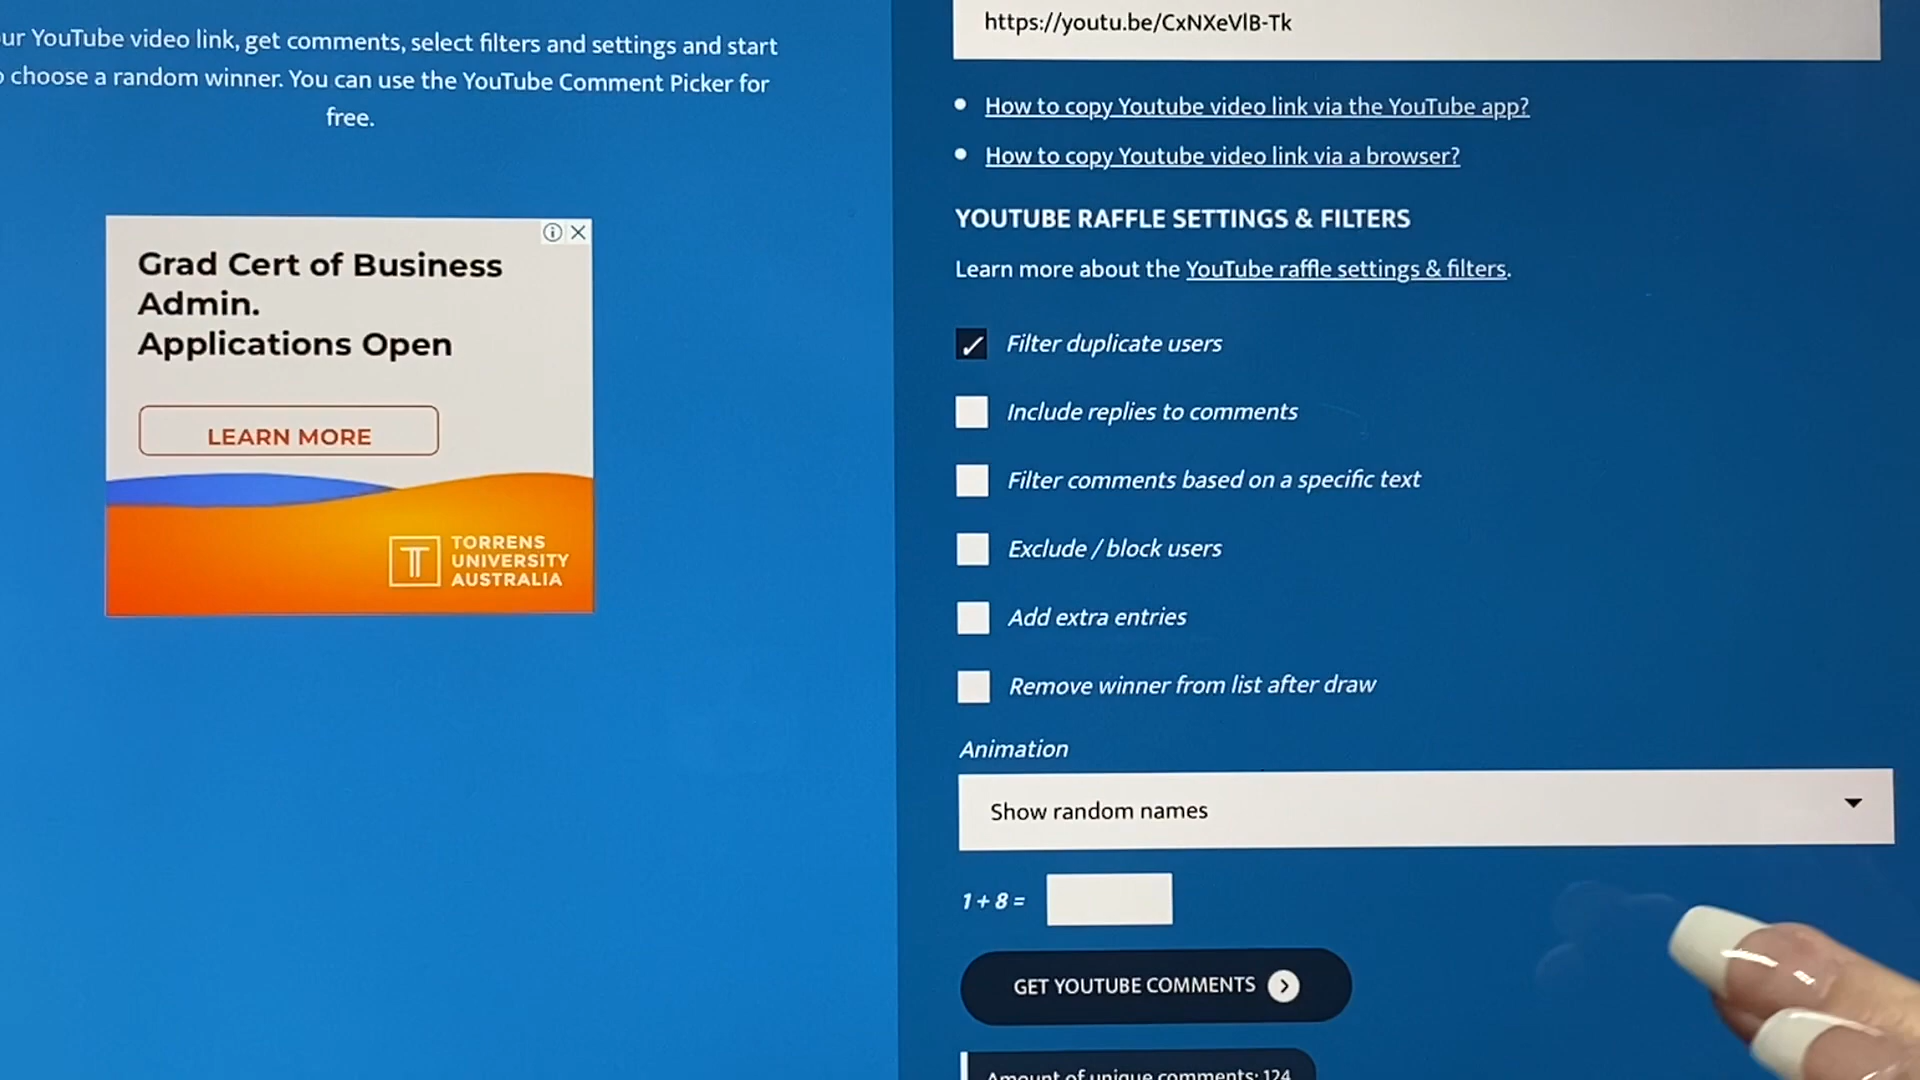 ur YouTube video link, get comments, select filters and settings and start
choose a random winner. You can use the YouTube Comment Picker for
free.
Grad Cert of Business
Admin.
Applications Open
LEARN MORE
TORRENS
UNIVERSITY
AUSTRALIA
https://youtu.be/CxNXeVlB-Tk
How to copy Youtube video link via the YouTube app?
How to copy Youtube video link via a browser?
YOUTUBE RAFFLE SETTINGS & FILTERS
Learn more about the YouTube raffle settings & filters.
Filter duplicate users
Include replies to comments
Filter comments based on a specific text
Exclude / block users
Add extra entries
Remove winner from list after draw
Animation
Show random names
1 + 8 =
GET YOUTUBE COMMENTS
Amount of unique comments: 124